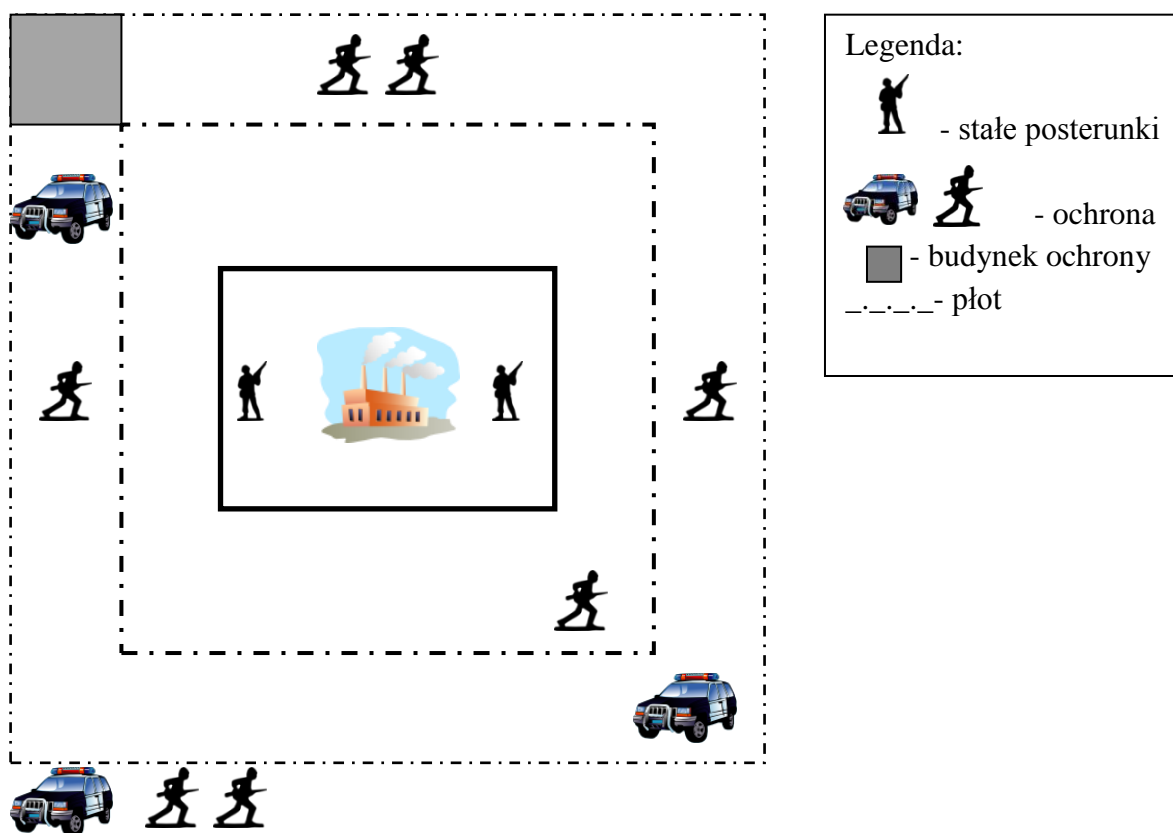 Legenda:
- stałe posterunki
- ochrona
- budynek ochrony
_._._._- płot